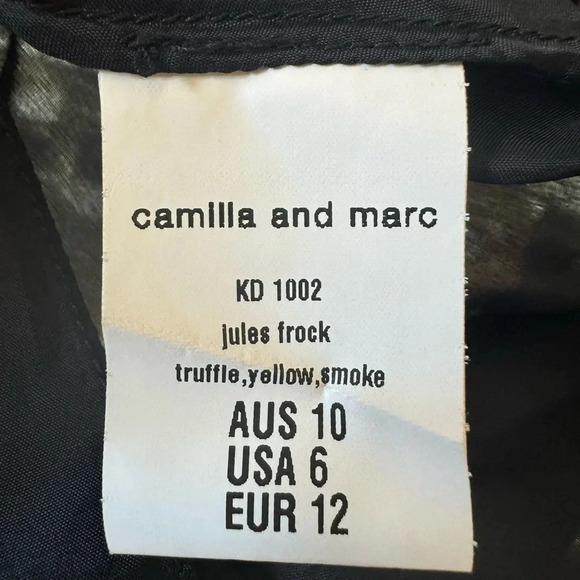 camilla and marc
KD 1002
jules frock
truffle,yellow,smoke
AUS 10
USA 6
EUR 12